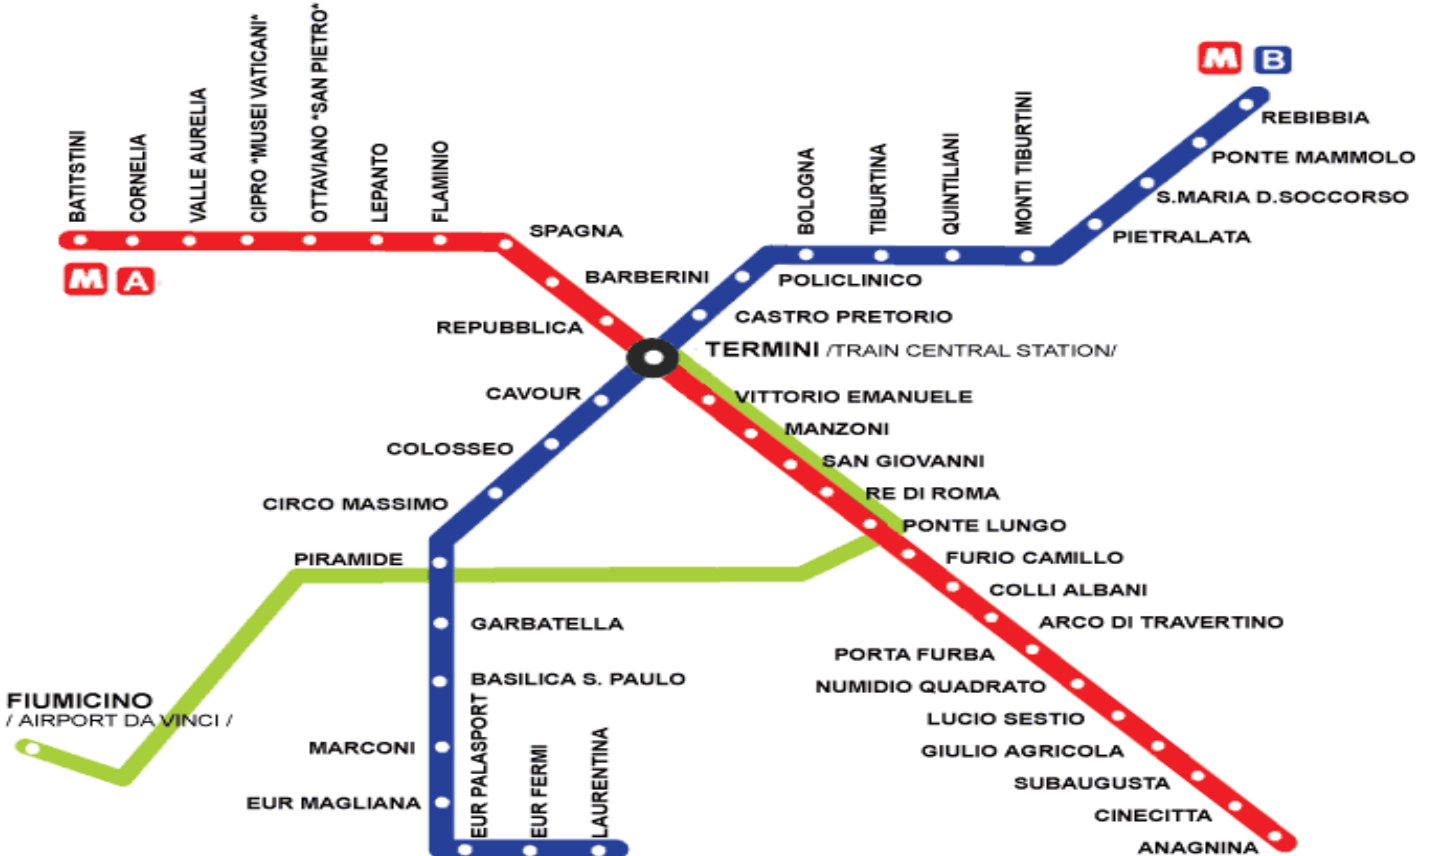 BATITSTINI
CORNELIA
VALLE AURELIA
CIPRO "MUSEI VATICANI"
OTTAVIANO "SAN PIETRO"
LEPANTO
FLAMINIO
M A
SPAGNA
BARBERINI
REPUBBLICA
M B
REBIBBIA
PONTE MAMMOLO
S.MARIA D.SOCCORSO
PIETRALATA
MONTI TIBURTINI
QUINTILIANI
TIBURTINA
BOLOGNA
POLICLINICO
CASTRO PRETORIO
TERMINI /TRAIN CENTRAL STATION/
CAVOUR
COLOSSEO
CIRCO MASSIMO
PIRAMIDE
GARBATELLA
BASILICA S. PAULO
MARCONI
EUR MAGLIANA
EUR PALASPORT
EUR FERMI
LAURENTINA
VITTORIO EMANUELE
MANZONI
SAN GIOVANNI
RE DI ROMA
PONTE LUNGO
FURIO CAMILLO
COLLI ALBANI
ARCO DI TRAVERTINO
PORTA FURBA
NUMIDIO QUADRATO
LUCIO SESTIO
GIULIO AGRICOLA
SUBAUGUSTA
CINECITTA
ANAGNINA
FIUMICINO
/ AIRPORT DA VINCI /